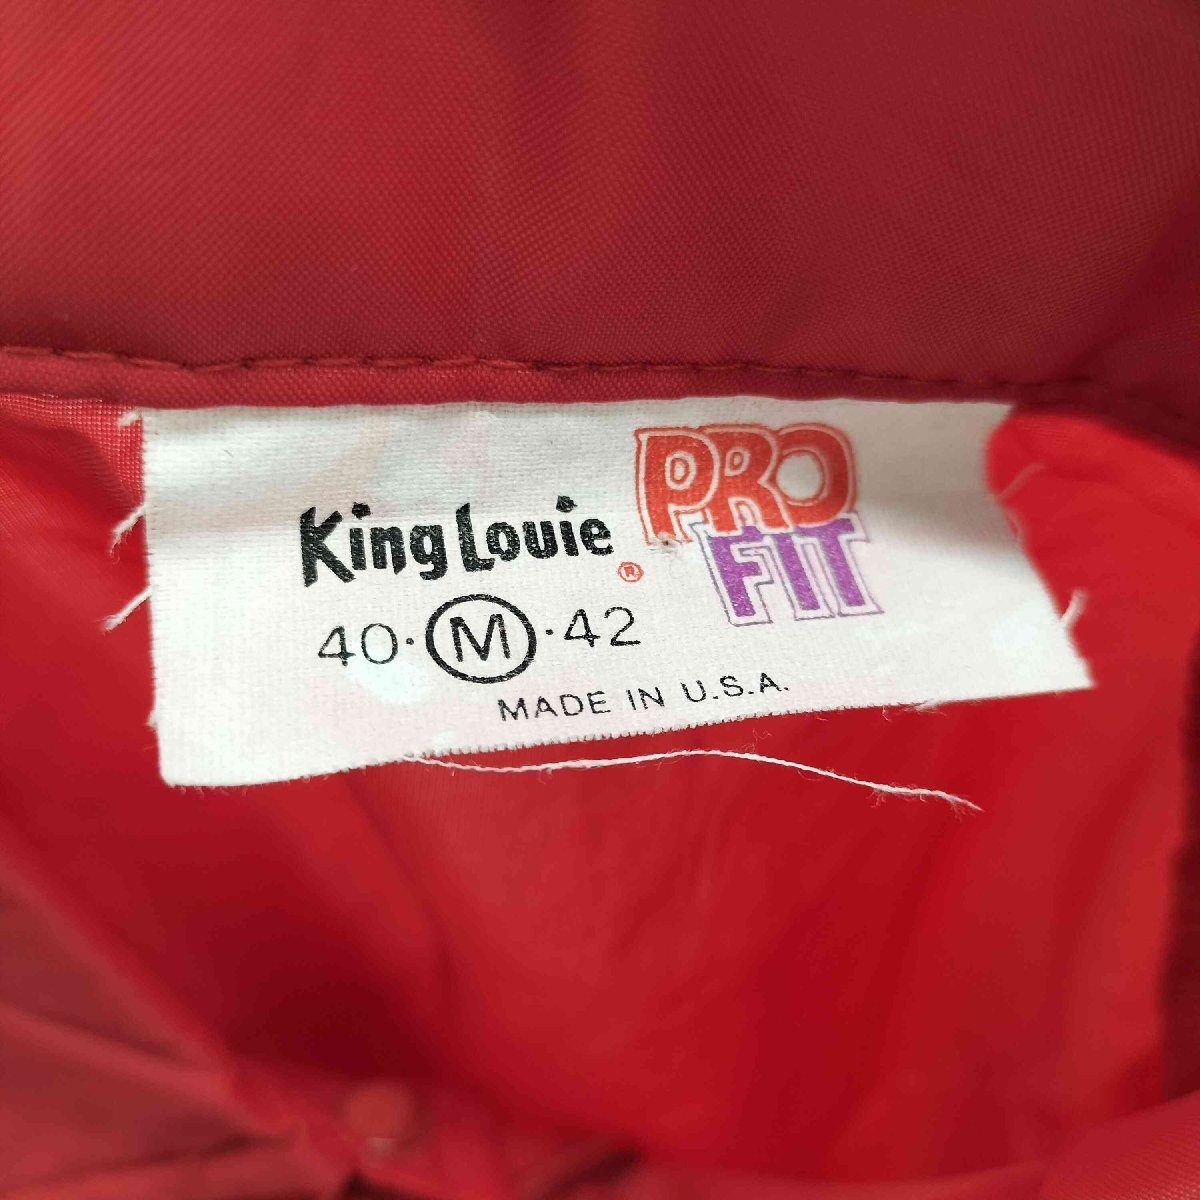 King Louie ®
PRO
FIT
40·M·42
MADE IN U.S.A.